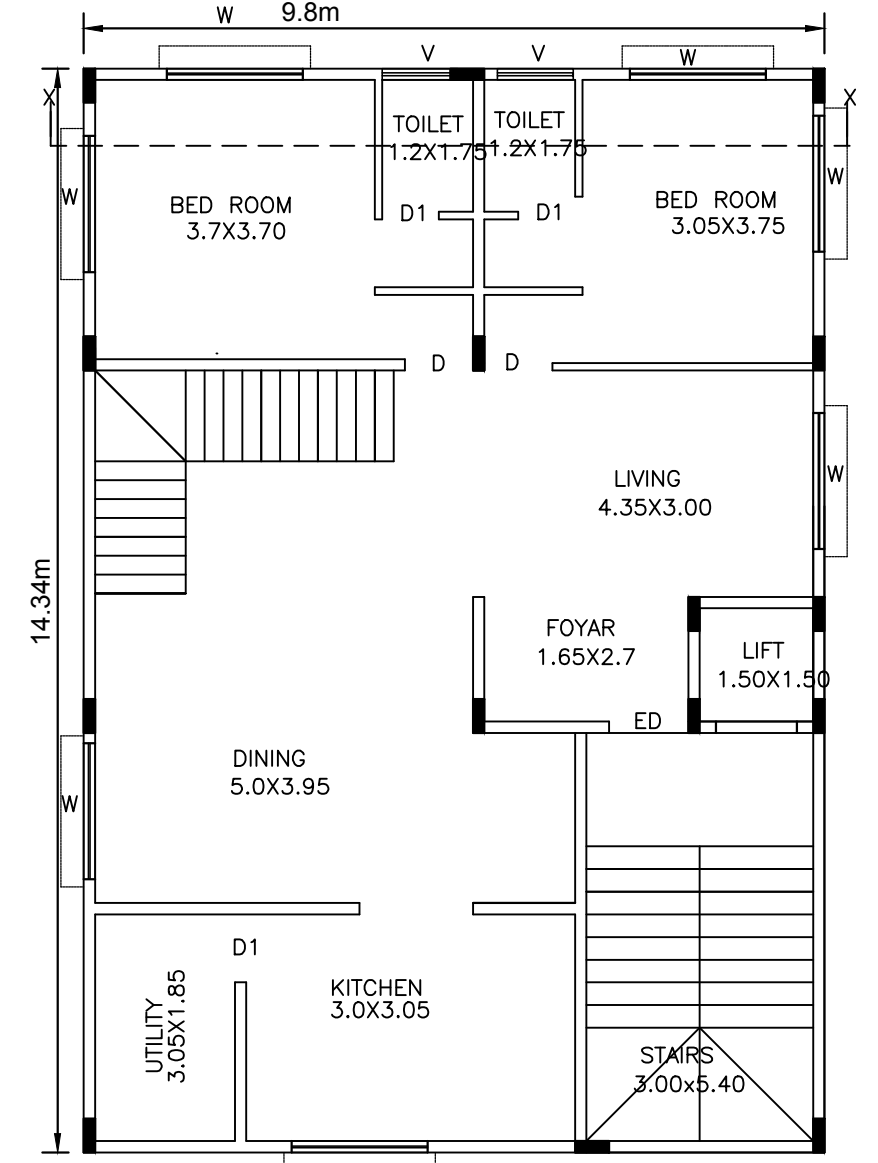 W
9.8m
V
V
W
X
X
TOILET
1.2X1.75
TOILET
1.2X1.75
W
W
BED ROOM
3.7X3.70
D1
D1
BED ROOM
3.05X3.75
D
D
LIVING
4.35X3.00
W
14.34m
FOYAR
1.65X2.7
LIFT
1.50X1.50
ED
DINING
5.0X3.95
W
D1
KITCHEN
3.0X3.05
UTILITY
3.05X1.85
STAIRS
3.00x5.40